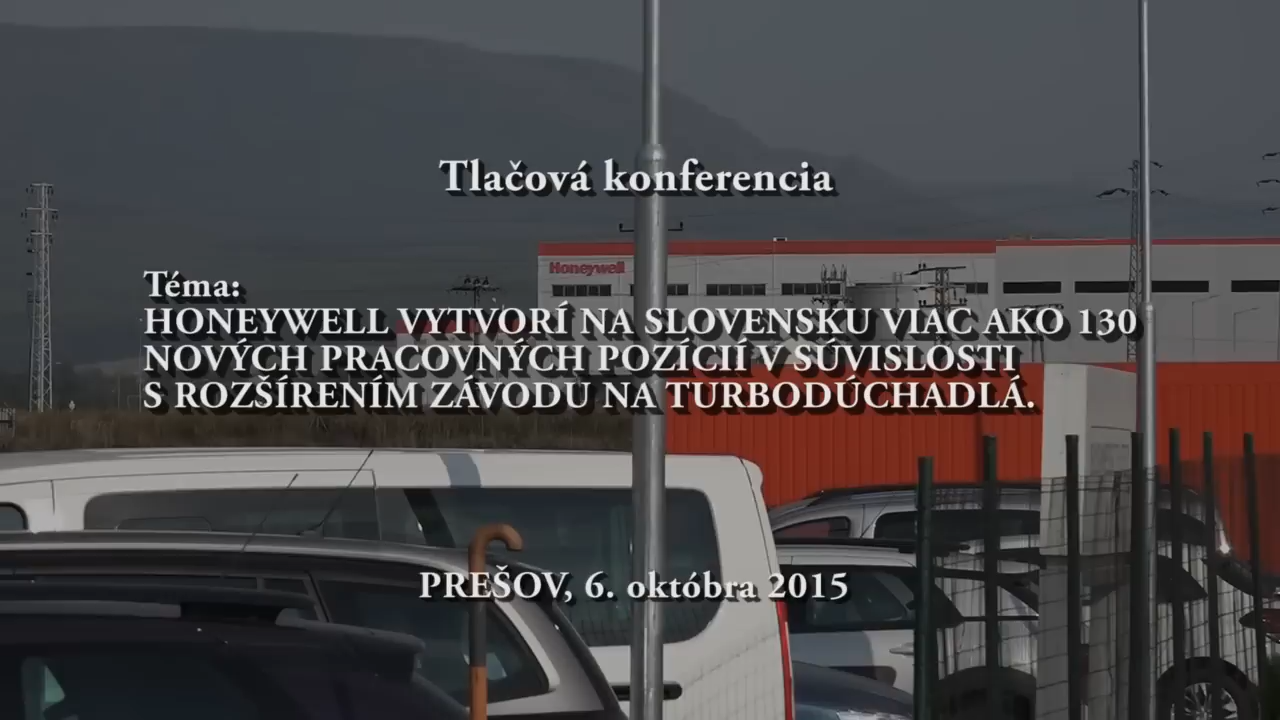 Tlačová konferencia
Honeywell
Téma:
HONEYWELL VYTVORÍ NA SLOVENSKU VIAC AKO 130
NOVÝCH PRACOVNÝCH POZÍCIÍ V SÚVISLOSTI
S ROZŠÍRENÍM ZÁVODU NA TURBODÚCHADLÁ.
PREŠOV, 6. októbra 2015